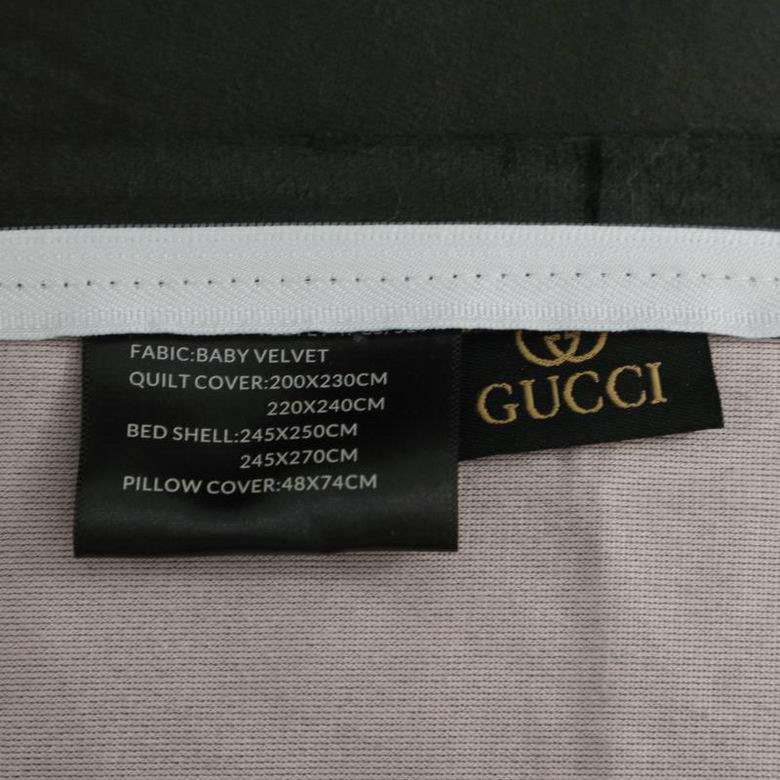 FABIC:BABY VELVET
QUILT COVER:200X230CM
220X240CM
BED SHELL:245X250CM
245X270CM
PILLOW COVER:48X74CM
GUCCI